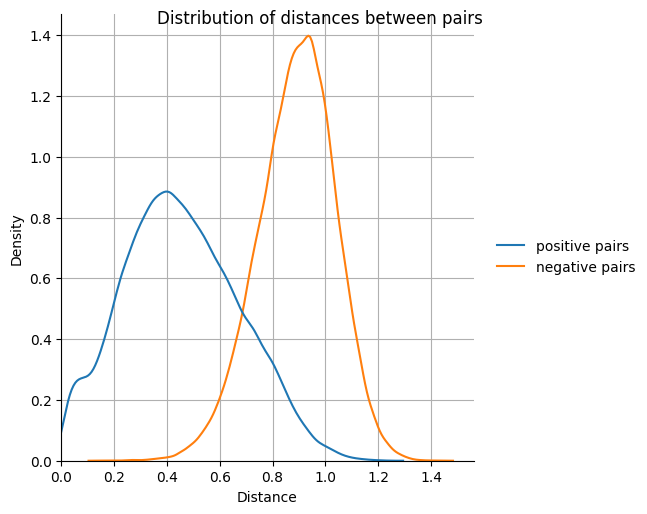 Distribution of distances between pairs
1.4
1.2
1.0
0.8
0.6
0.4
0.2
0.0
Density
0.0 0.2 0.4 0.6 0.8 1.0 1.2 1.4
Distance
positive pairs
negative pairs